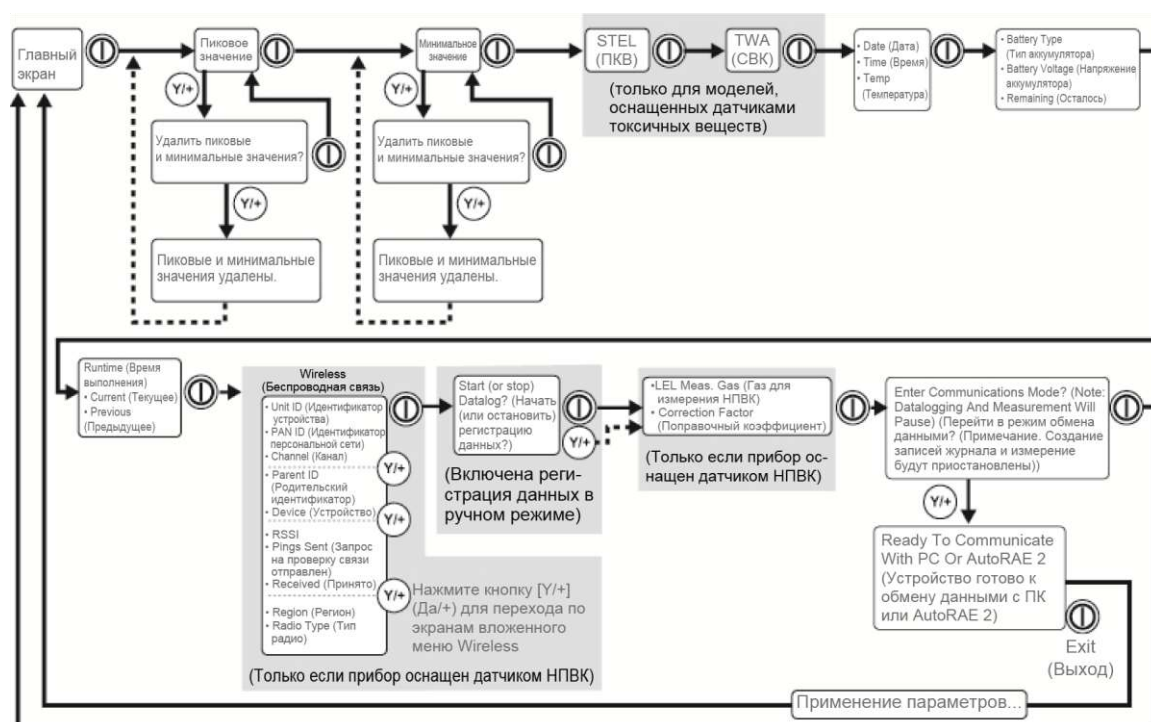 Главный
экран
Пиковое
значение
Y/+
Удалить пиковые
и минимальные значения?
Y/+
Пиковые и минимальные
значения удалены.
Минимальное
значение
Y/+
Удалить пиковые
и минимальные значения?
Y/+
Пиковые и минимальные
значения удалены.
STEL
(ПКВ)
TWA
(СВК)
(только для моделей,
оснащенных датчиками
токсичных веществ)
• Date (Дата)
• Time (Время)
• Temp
(Температура)
• Battery Type
(Тип аккумулятора)
• Battery Voltage (Напряжение
аккумулятора)
• Remaining (Осталось)
Runtime (Время
выполнения)
• Current (Текущее)
• Previous
(Предыдущее)
Wireless
(Беспроводная связь)
• Unit ID (Идентификатор
устройства)
• PAN ID (Идентификатор
персональной сети)
• Channel (Канал)
Y/+
• Parent ID
(Родительский
идентификатор)
• Device (Устройство)
Y/+
• RSSI
• Pings Sent (Запрос
на проверку связи
отправлен)
• Received (Принято)
Y/+
• Region (Регион)
• Radio Type (Тип
радио)
Нажмите кнопку [Y/+]
(Да/+) для перехода по
экранам вложенного
меню Wireless
(Только если прибор оснащен датчиком НПВК)
Start (or stop)
Datalog? (Начать
(или остановить)
регистрацию
данных?)
Y/+
(Включена реги-
страция данных в
ручном режиме)
•LEL Meas. Gas (Газ для
измерения НПВК)
• Correction Factor
(Поправочный коэффициент)
(Только если прибор ос-
нащен датчиком НПВК)
Enter Communications Mode? (Note:
Datalogging And Measurement Will
Pause) (Перейти в режим обмена
данными? (Примечание. Создание
записей журнала и измерение
будут приостановлены))
Y/+
Ready To Communicate
With PC Or AutoRAE 2
(Устройство готово к
обмену данными с ПК
или AutoRAE 2)
Exit
(Выход)
Применение параметров...